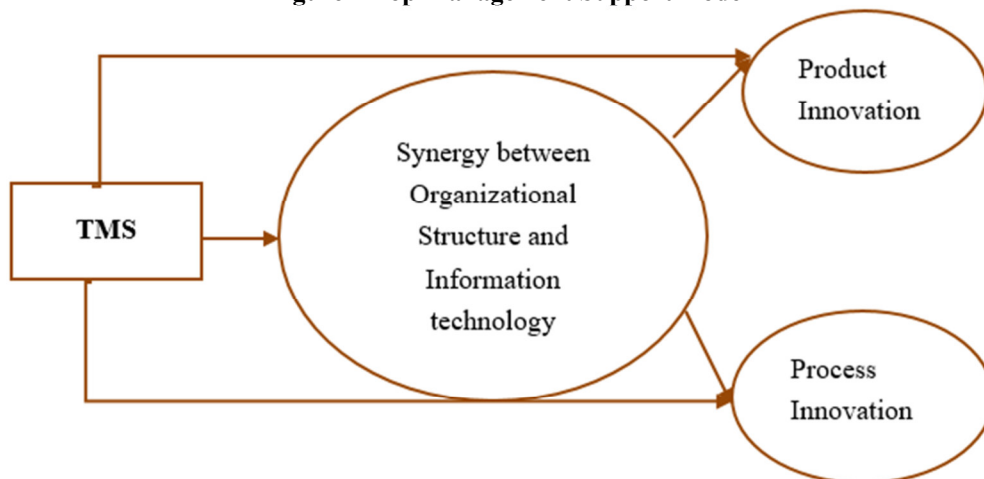 TMS
Synergy between
Organizational
Structure and
Information
technology
Product
Innovation
Process
Innovation